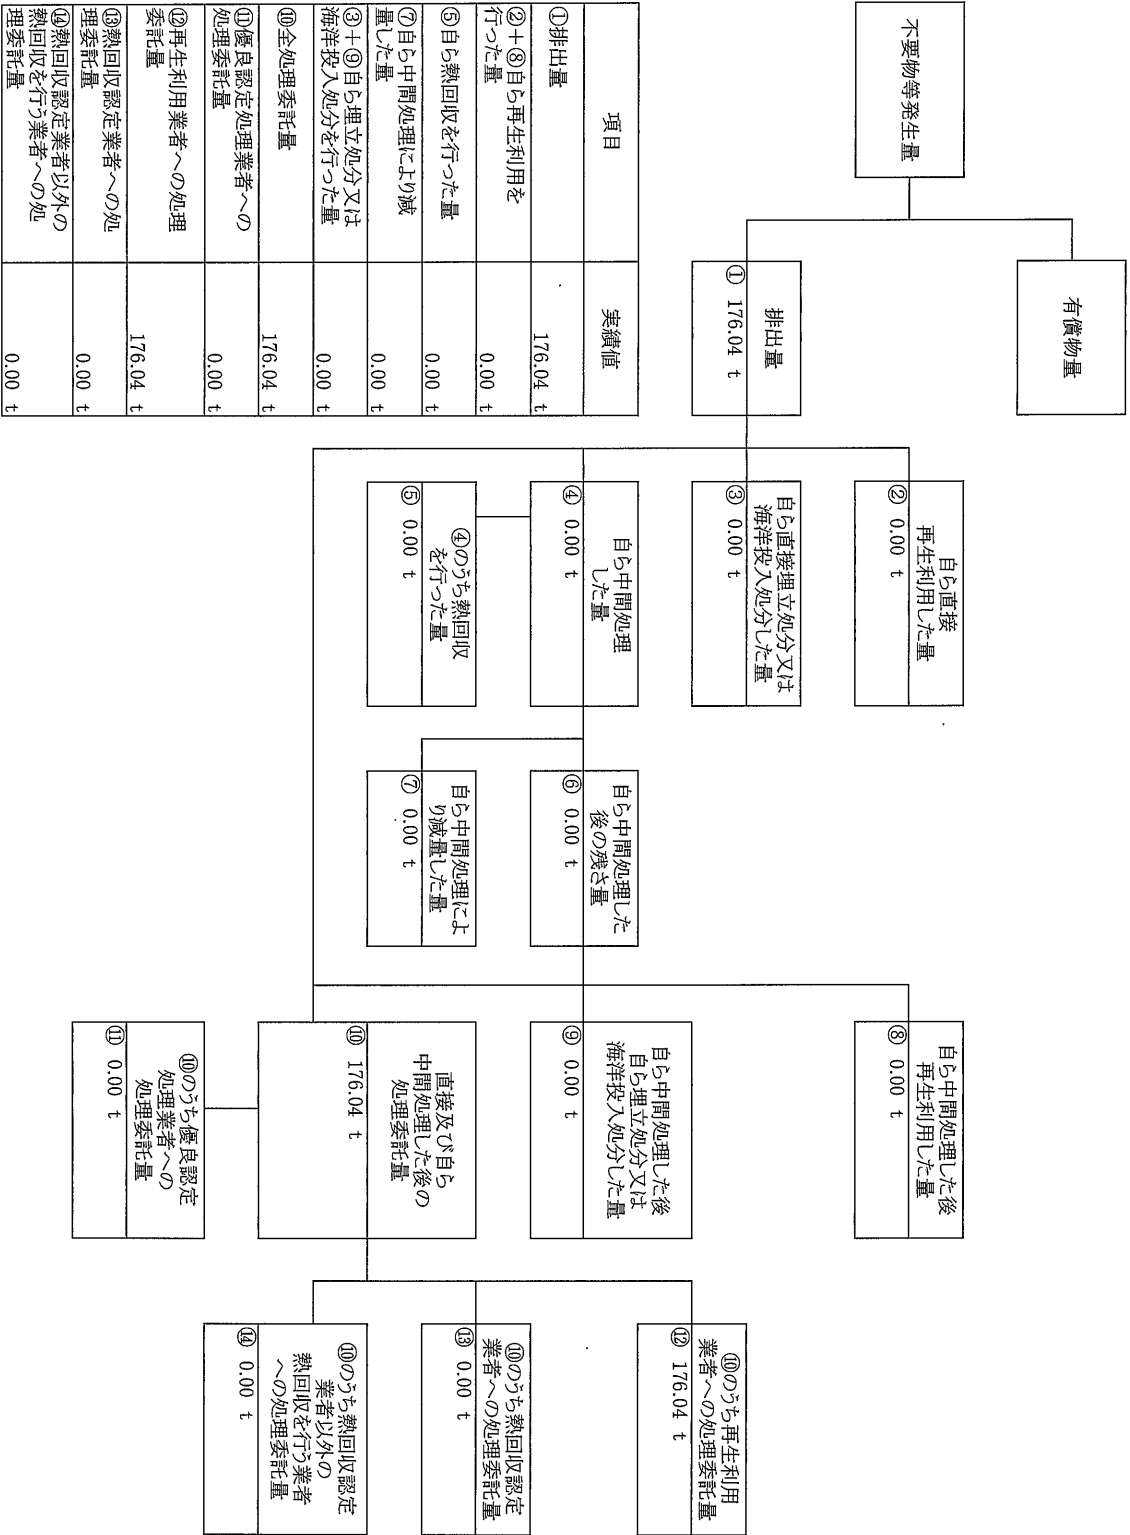 不要物等発生量
有償物量
排出量
① 176.04 t
自ら直接
再生利用した量
② 0.00 t
自ら直接埋立処分又は
海洋投入処分した量
③ 0.00 t
自ら中間処理
した量
④ 0.00 t
④のうち熱回収
を行った量
⑤ 0.00 t
自ら中間処理した
後の残さ量
⑥ 0.00 t
自ら中間処理によ
り減量した量
⑦ 0.00 t
自ら中間処理した後
再生利用した量
⑧ 0.00 t
自ら中間処理した後
自ら埋立処分又は
海洋投入処分した量
⑨ 0.00 t
直接及び自ら
中間処理した後の
処理委託量
⑩ 176.04 t
⑩のうち優良認定
処理業者への
処理委託量
⑪ 0.00 t
⑩のうち再生利用
業者への処理委託量
⑫ 176.04 t
⑩のうち熱回収認定
業者への処理委託量
⑬ 0.00 t
⑩のうち熱回収認定
業者以外の
熱回収を行う業者
への処理委託量
⑭ 0.00 t
項目 実績値
①排出量 176.04 t
②+⑧自ら再生利用を
行った量 0.00 t
⑤自ら熱回収を行った量 0.00 t
⑦自ら中間処理により減
量した量 0.00 t
③+⑨自ら埋立処分又は
海洋投入処分を行った量 0.00 t
⑩全処理委託量 176.04 t
⑪優良認定処理業者への
処理委託量 0.00 t
⑫再生利用業者への処理
委託量 176.04 t
⑬熱回収認定業者への処
理委託量 0.00 t
⑭熱回収認定業者以外の
熱回収を行う業者への処
理委託量 0.00 t